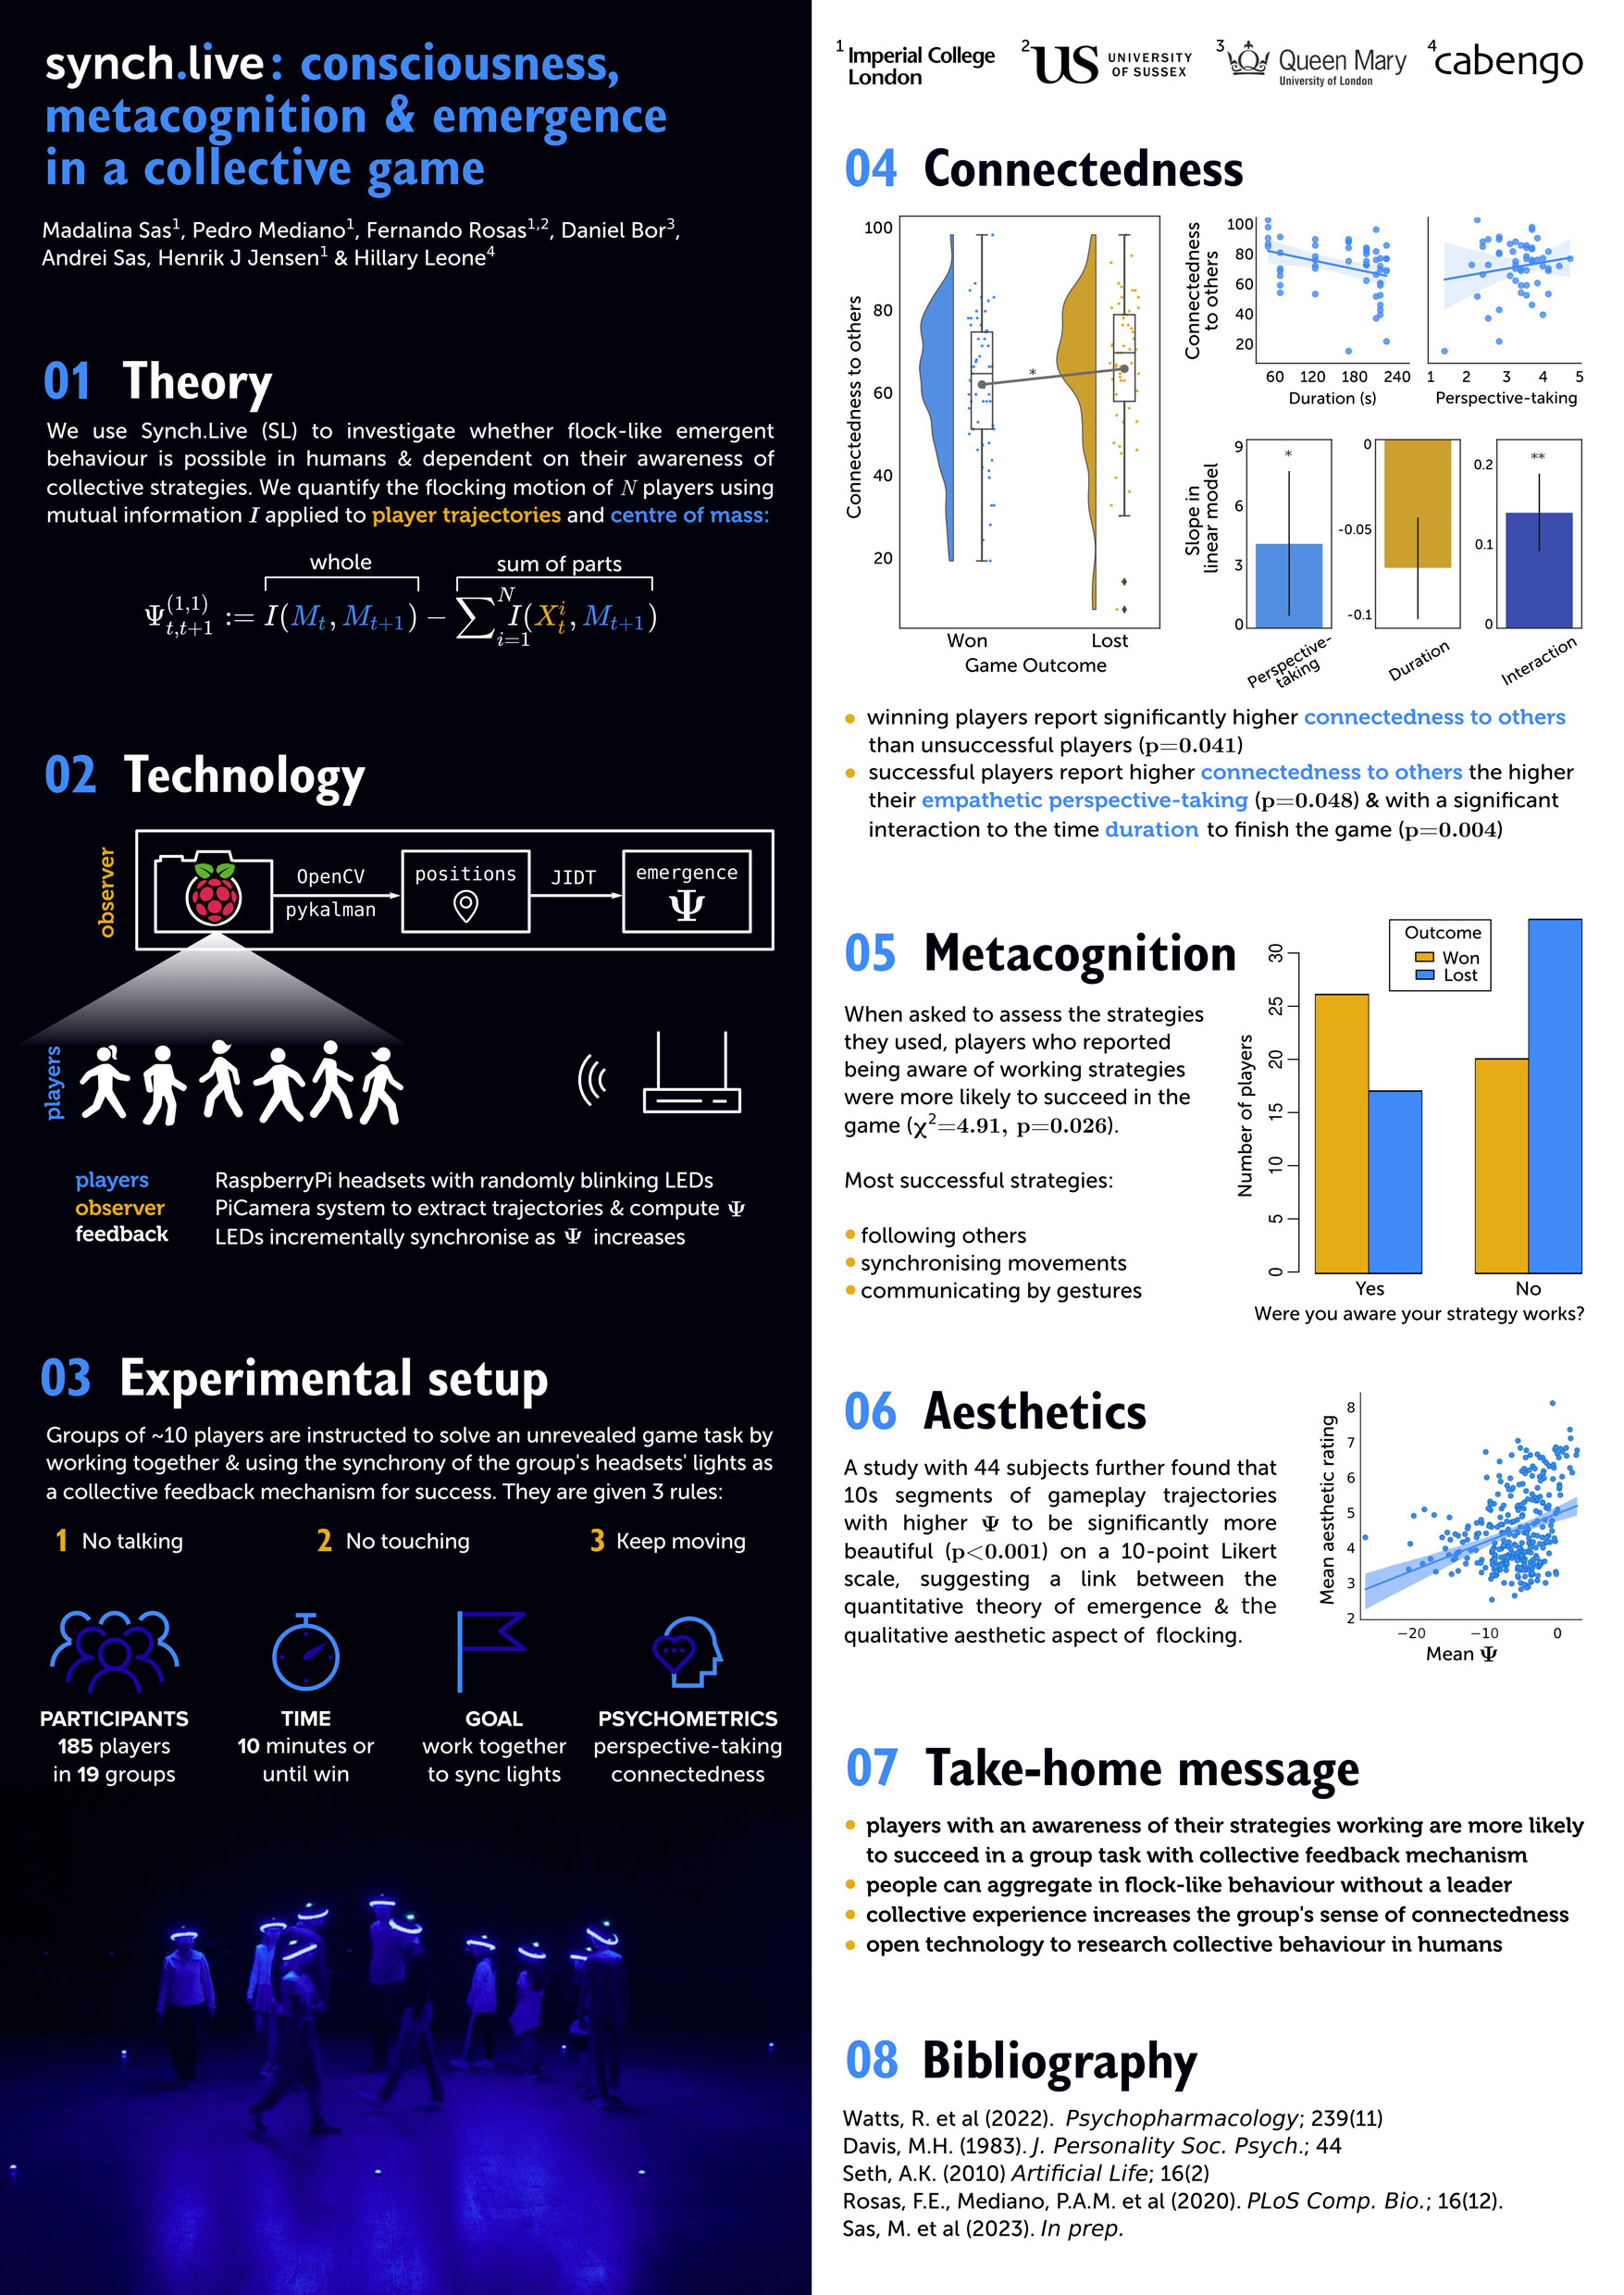 synch.live: consciousness,
metacognition & emergence
in a collective game
Madalina Sas1, Pedro Mediano1, Fernando Rosas1,2, Daniel Bor3,
Andrei Sas, Henrik J Jensen1 & Hillary Leone4
01 Theory
We use Synch.Live (SL) to investigate whether flock-like emergent
behaviour is possible in humans & dependent on their awareness of
collective strategies. We quantify the flocking motion of N players using
mutual information I applied to player trajectories and centre of mass:
whole sum of parts
Ψ(1,1)t,t+1 := I(Mt, Mt+1) − ∑Ni=1 I(Xit, Mt+1)
02 Technology
observer
OpenCV
pykalman
positions
JIDT
emergence
Ψ
players
players RaspberryPi headsets with randomly blinking LEDs
observer PiCamera system to extract trajectories & compute Ψ
feedback LEDs incrementally synchronise as Ψ increases
03 Experimental setup
Groups of ~10 players are instructed to solve an unrevealed game task by
working together & using the synchrony of the group's headsets' lights as
a collective feedback mechanism for success. They are given 3 rules:
1 No talking 2 No touching 3 Keep moving
PARTICIPANTS
185 players
in 19 groups
TIME
10 minutes or
until win
GOAL
work together
to sync lights
PSYCHOMETRICS
perspective-taking
connectedness
1 Imperial College
London
2 US UNIVERSITY
OF SUSSEX
3 Queen Mary
University of London
4 cabengo
04 Connectedness
Connectedness to others
100
80
60
40
20
*
Won Lost
Game Outcome
Connectedness
to others
100
80
60
40
20
60 120 180 240
Duration (s)
1 2 3 4 5
Perspective-taking
Slope in
linear model
9
6
3
0
*
Perspective-
taking
0
-0.05
-0.1
Duration
0.2
0.1
0
**
Interaction
• winning players report significantly higher connectedness to others
than unsuccessful players (p=0.041)
• successful players report higher connectedness to others the higher
their empathetic perspective-taking (p=0.048) & with a significant
interaction to the time duration to finish the game (p=0.004)
05 Metacognition
When asked to assess the strategies
they used, players who reported
being aware of working strategies
were more likely to succeed in the
game (χ2=4.91, p=0.026).
Most successful strategies:
• following others
• synchronising movements
• communicating by gestures
Outcome
Won
Lost
Number of players
30
25
20
15
10
5
0
Yes No
Were you aware your strategy works?
06 Aesthetics
A study with 44 subjects further found that
10s segments of gameplay trajectories
with higher Ψ to be significantly more
beautiful (p<0.001) on a 10-point Likert
scale, suggesting a link between the
quantitative theory of emergence & the
qualitative aesthetic aspect of flocking.
Mean aesthetic rating
8
7
6
5
4
3
2
−20 −10 0
Mean Ψ
07 Take-home message
• players with an awareness of their strategies working are more likely
to succeed in a group task with collective feedback mechanism
• people can aggregate in flock-like behaviour without a leader
• collective experience increases the group's sense of connectedness
• open technology to research collective behaviour in humans
08 Bibliography
Watts, R. et al (2022). Psychopharmacology; 239(11)
Davis, M.H. (1983). J. Personality Soc. Psych.; 44
Seth, A.K. (2010) Artificial Life; 16(2)
Rosas, F.E., Mediano, P.A.M. et al (2020). PLoS Comp. Bio.; 16(12).
Sas, M. et al (2023). In prep.